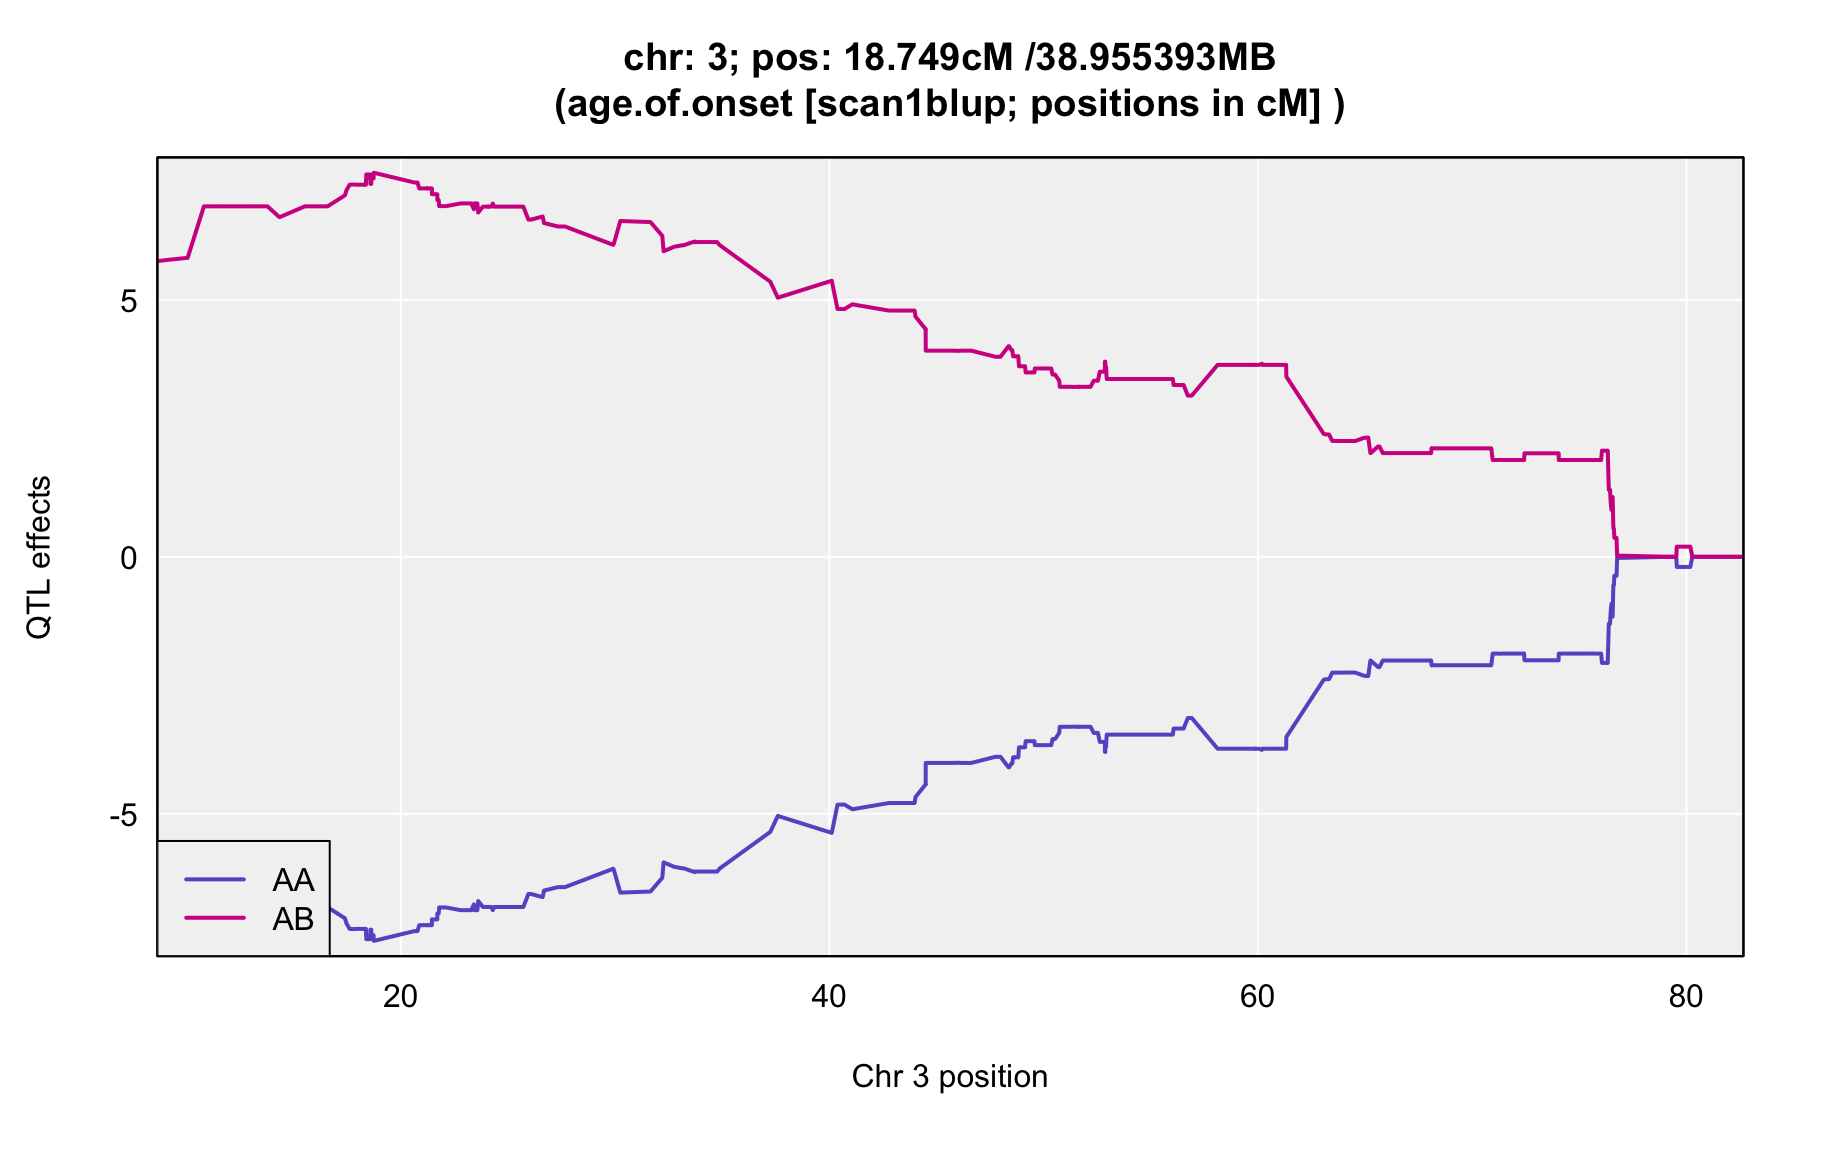 chr: 3; pos: 18.749cM /38.955393MB
(age.of.onset [scan1blup; positions in cM] )
QTL effects
5
0
-5
AA
AB
20
40
60
80
Chr 3 position